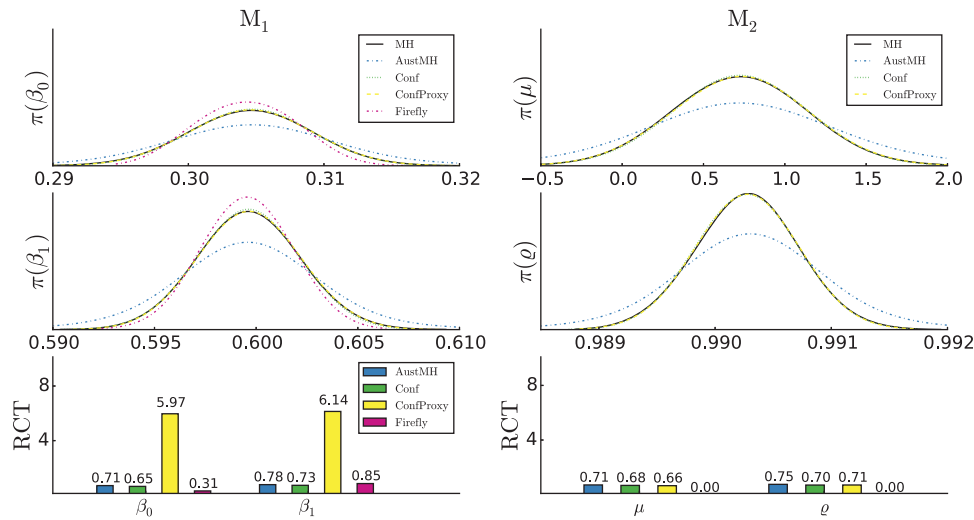 M₁
M₂
π(β₀)
MH
AustMH
Conf
ConfProxy
Firefly
0.29 0.30 0.31 0.32
π(μ)
MH
AustMH
Conf
ConfProxy
−0.5 0.0 0.5 1.0 1.5 2.0
π(β₁)
0.590 0.595 0.600 0.605 0.610
π(ϱ)
0.989 0.990 0.991 0.992
RCT
8
4
AustMH
Conf
ConfProxy
Firefly
0.71 0.65 5.97 0.31
0.78 0.73 6.14 0.85
β₀ β₁
RCT
8
4
0.71 0.68 0.66 0.00
0.75 0.70 0.71 0.00
μ ϱ